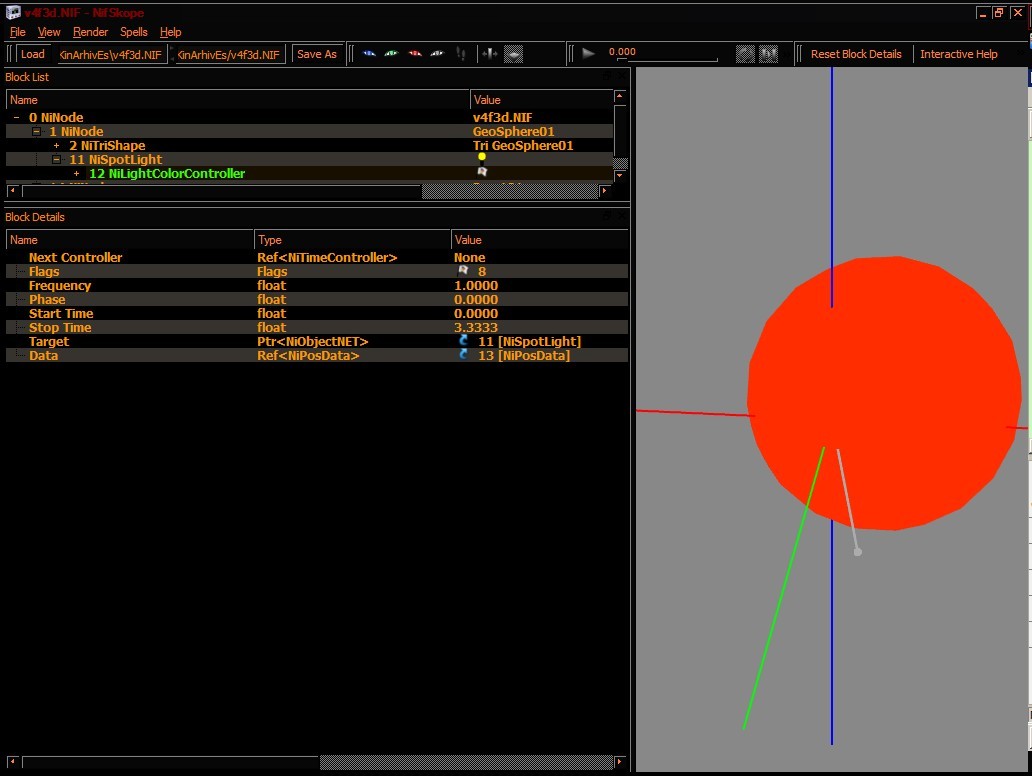 v4f3d.NIF - NifSkope
File View Render Spells Help
Load KinArhivEs\v4f3d.NIF KinArhivEs/v4f3d.NIF Save As 0.000 Reset Block Details Interactive Help
Block List
Name Value
0 NiNode v4f3d.NIF
1 NiNode GeoSphere01
2 NiTriShape Tri GeoSphere01
11 NiSpotLight
12 NiLightColorController
Block Details
Name Type Value
Next Controller Ref<NiTimeController> None
Flags Flags 8
Frequency float 1.0000
Phase float 0.0000
Start Time float 0.0000
Stop Time float 3.3333
Target Ptr<NiObjectNET> 11 [NiSpotLight]
Data Ref<NiPosData> 13 [NiPosData]